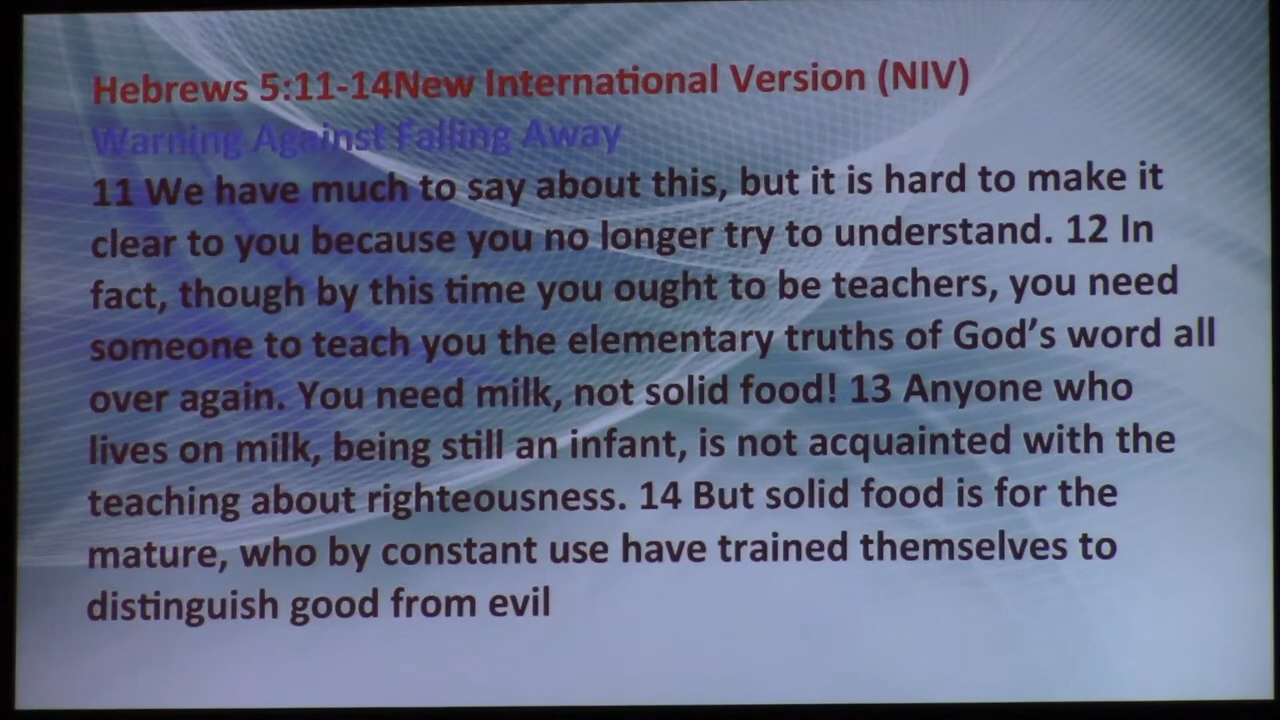 Hebrews 5:11-14New International Version (NIV)
Warning Against Falling Away
11 We have much to say about this, but it is hard to make it
clear to you because you no longer try to understand. 12 In
fact, though by this time you ought to be teachers, you need
someone to teach you the elementary truths of God’s word all
over again. You need milk, not solid food! 13 Anyone who
lives on milk, being still an infant, is not acquainted with the
teaching about righteousness. 14 But solid food is for the
mature, who by constant use have trained themselves to
distinguish good from evil